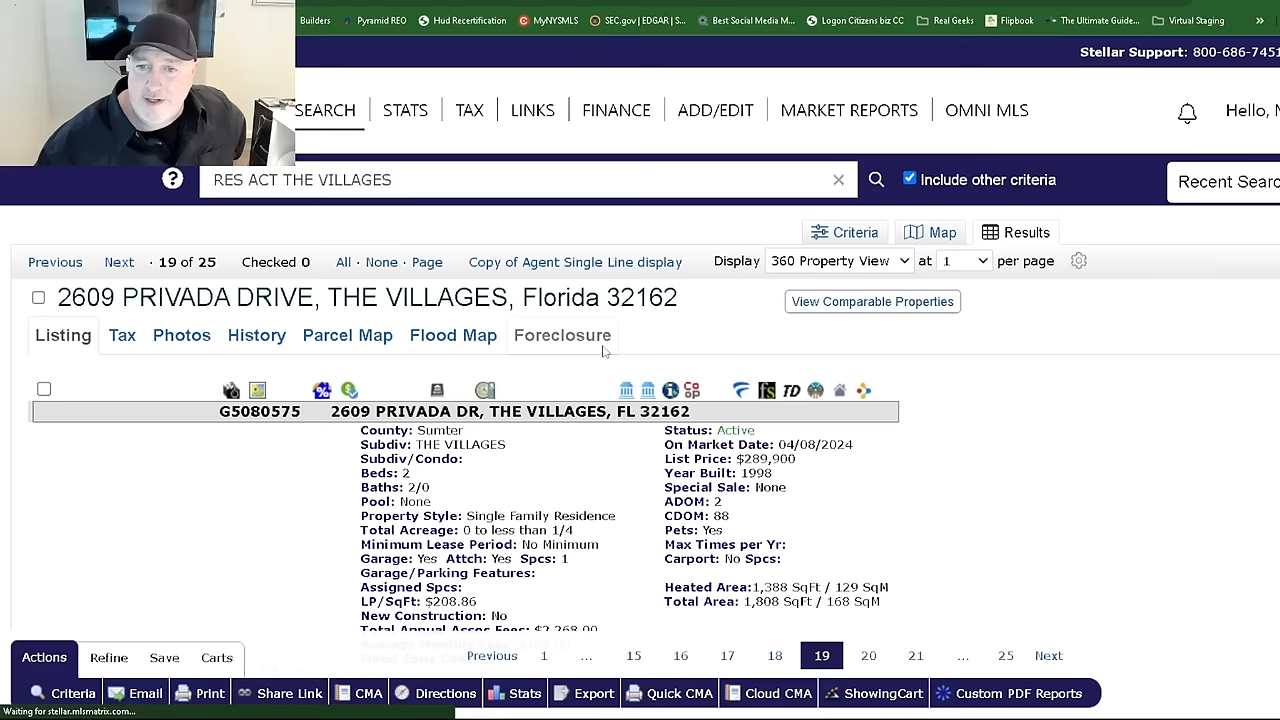 Builders Pyramid REO Hud Recertification MyNYSMLS SEC.gov | EDGAR | S... Best Social Media M... Logon Citizens biz CC Real Geeks Flipbook The Ultimate Guide... Virtual Staging »
Stellar Support: 800-686-7451
SEARCH STATS TAX LINKS FINANCE ADD/EDIT MARKET REPORTS OMNI MLS Hello,
? RES ACT THE VILLAGES Include other criteria Recent Searc
Criteria Map Results
Previous Next · 19 of 25 Checked 0 All · None · Page Copy of Agent Single Line display Display 360 Property View at 1 per page
2609 PRIVADA DRIVE, THE VILLAGES, Florida 32162 View Comparable Properties
Listing Tax Photos History Parcel Map Flood Map Foreclosure
G5080575 2609 PRIVADA DR, THE VILLAGES, FL 32162
County: Sumter Status: Active
Subdiv: THE VILLAGES On Market Date: 04/08/2024
Subdiv/Condo: List Price: $289,900
Beds: 2 Year Built: 1998
Baths: 2/0 Special Sale: None
Pool: None ADOM: 2
Property Style: Single Family Residence CDOM: 88
Total Acreage: 0 to less than 1/4 Pets: Yes
Minimum Lease Period: No Minimum Max Times per Yr:
Garage: Yes Attch: Yes Spcs: 1 Carport: No Spcs:
Garage/Parking Features:
Assigned Spcs: Heated Area:1,388 SqFt / 129 SqM
LP/SqFt: $208.86 Total Area: 1,808 SqFt / 168 SqM
New Construction: No
Total Annual Assoc Fees: $2,268.00
Actions Refine Save Carts Previous 1 ... 15 16 17 18 19 20 21 ... 25 Next
Criteria Email Print Share Link CMA Directions Stats Export Quick CMA Cloud CMA ShowingCart Custom PDF Reports
Waiting for stellar.mlsmatrix.com...